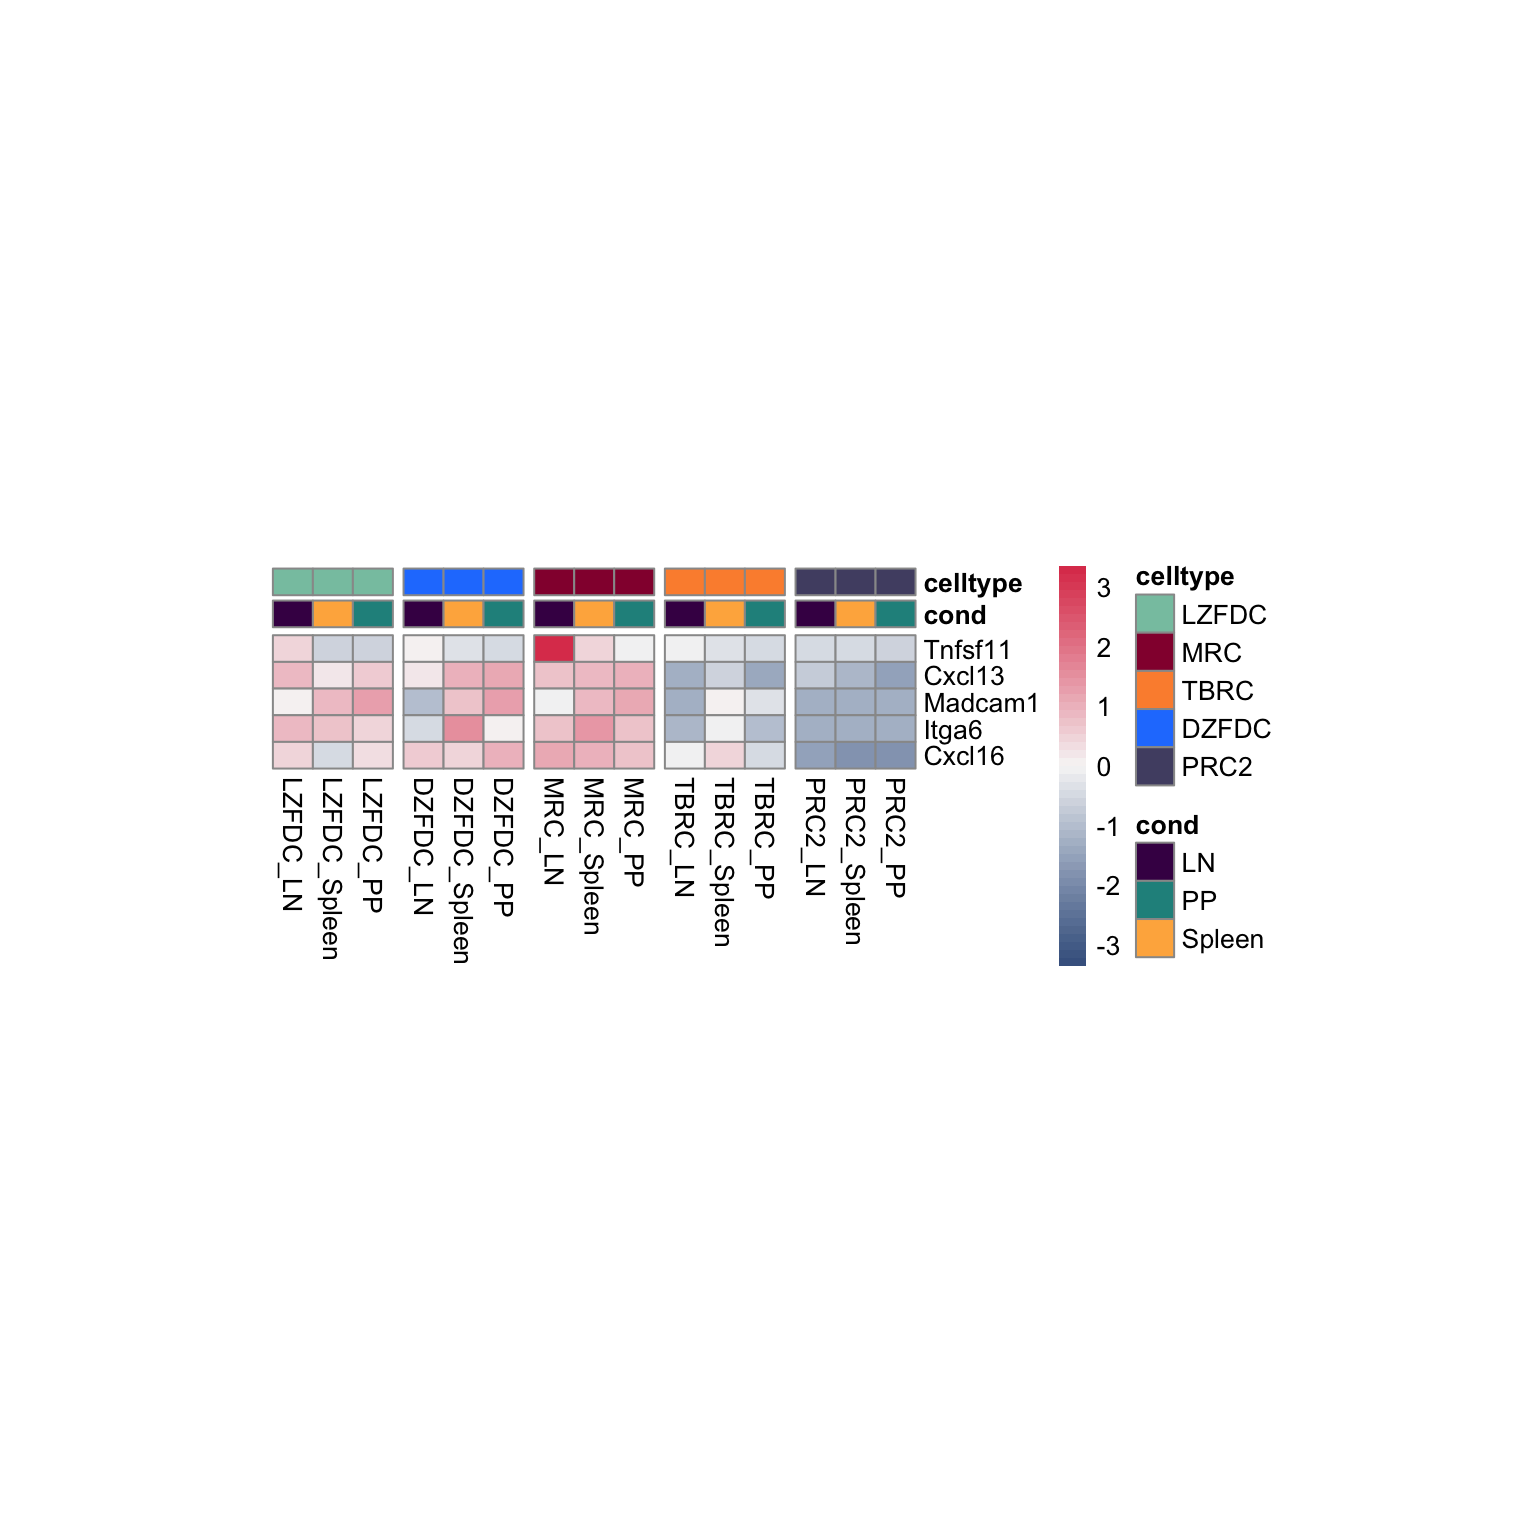 celltype
cond
Tnfsf11
Cxcl13
Madcam1
Itga6
Cxcl16
LZFDC_LN
LZFDC_Spleen
LZFDC_PP
DZFDC_LN
DZFDC_Spleen
DZFDC_PP
MRC_LN
MRC_Spleen
MRC_PP
TBRC_LN
TBRC_Spleen
TBRC_PP
PRC2_LN
PRC2_Spleen
PRC2_PP
3
2
1
0
-1
-2
-3
celltype
LZFDC
MRC
TBRC
DZFDC
PRC2
cond
LN
PP
Spleen